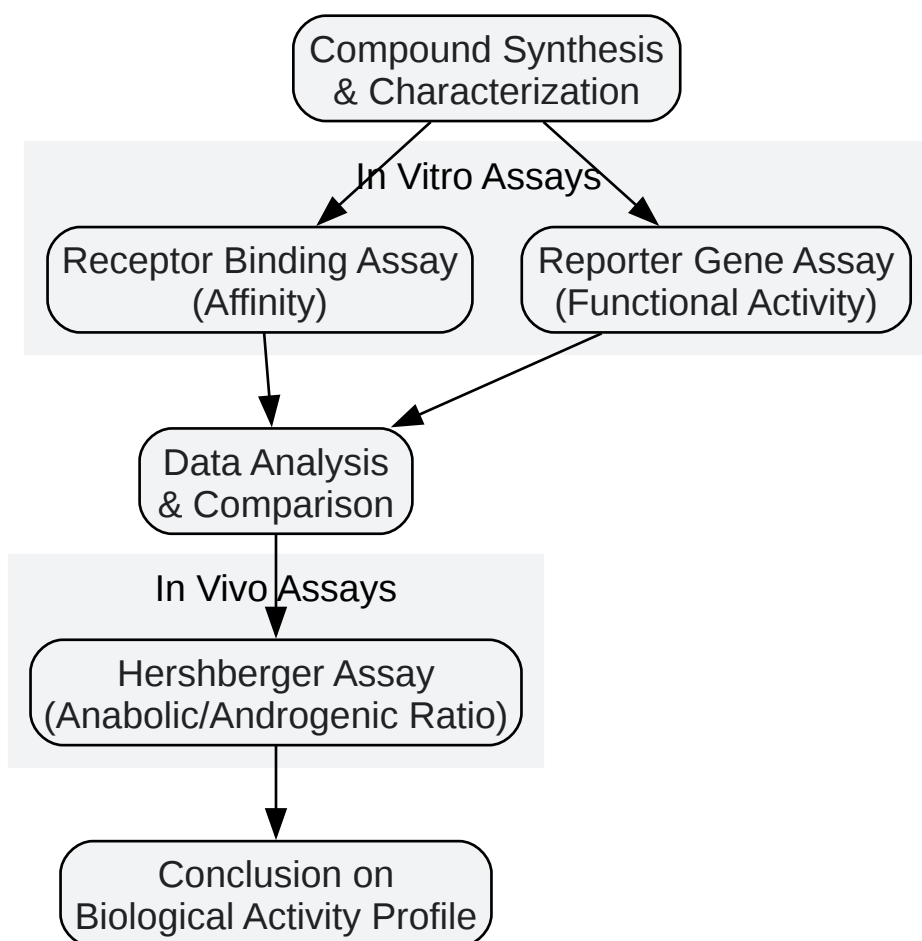 Compound Synthesis
& Characterization
In Vitro Assays
Receptor Binding Assay
(Affinity)
Reporter Gene Assay
(Functional Activity)
Data Analysis
& Comparison
In Vivo Assays
Hershberger Assay
(Anabolic/Androgenic Ratio)
Conclusion on
Biological Activity Profile